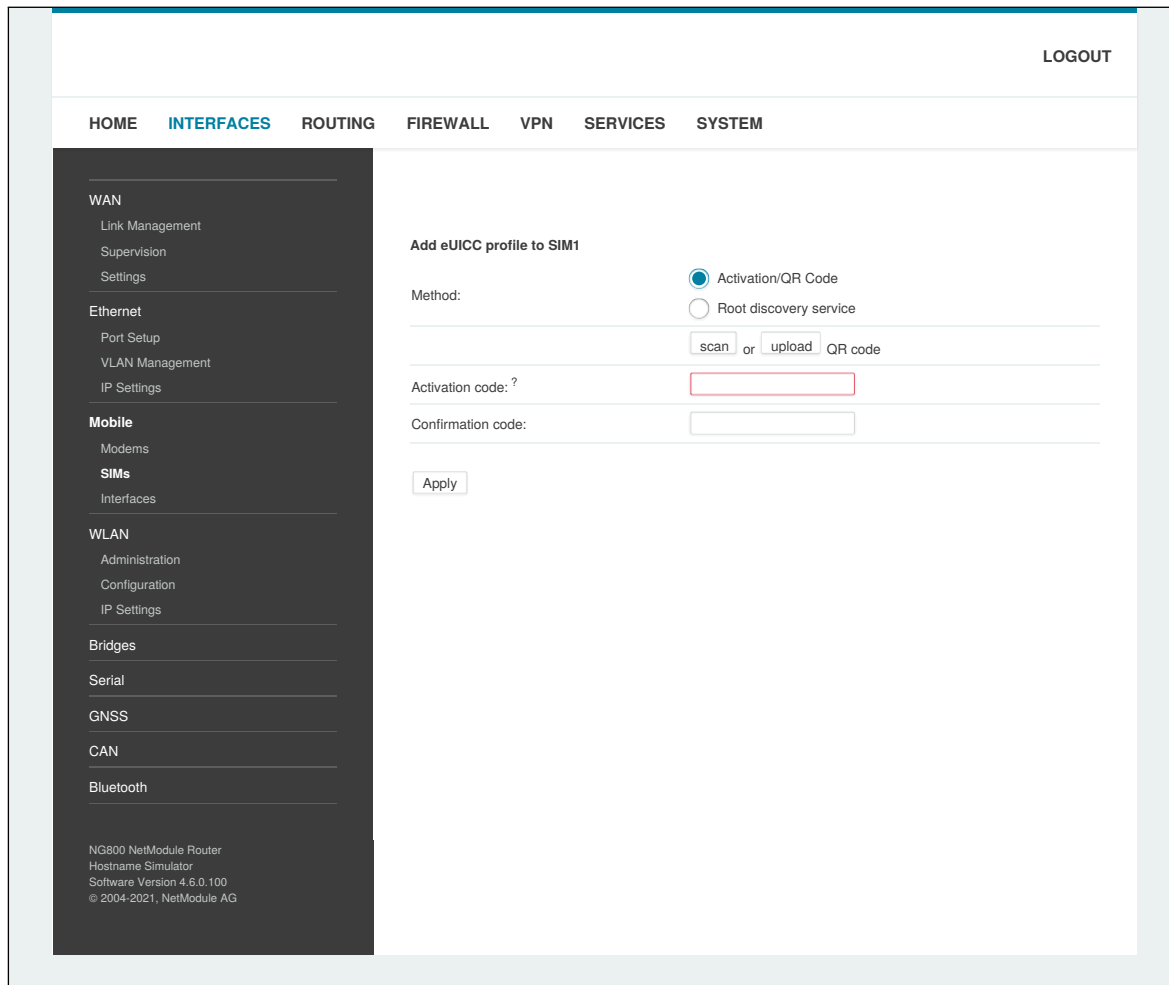 LOGOUT
HOME INTERFACES ROUTING FIREWALL VPN SERVICES SYSTEM
WAN
Link Management
Supervision
Settings
Ethernet
Port Setup
VLAN Management
IP Settings
Mobile
Modems
SIMs
Interfaces
WLAN
Administration
Configuration
IP Settings
Bridges
Serial
GNSS
CAN
Bluetooth
NG800 NetModule Router
Hostname Simulator
Software Version 4.6.0.100
© 2004-2021, NetModule AG
Add eUICC profile to SIM1
Method:
Activation/QR Code
Root discovery service
scan or upload QR code
Activation code: ?
Confirmation code:
Apply